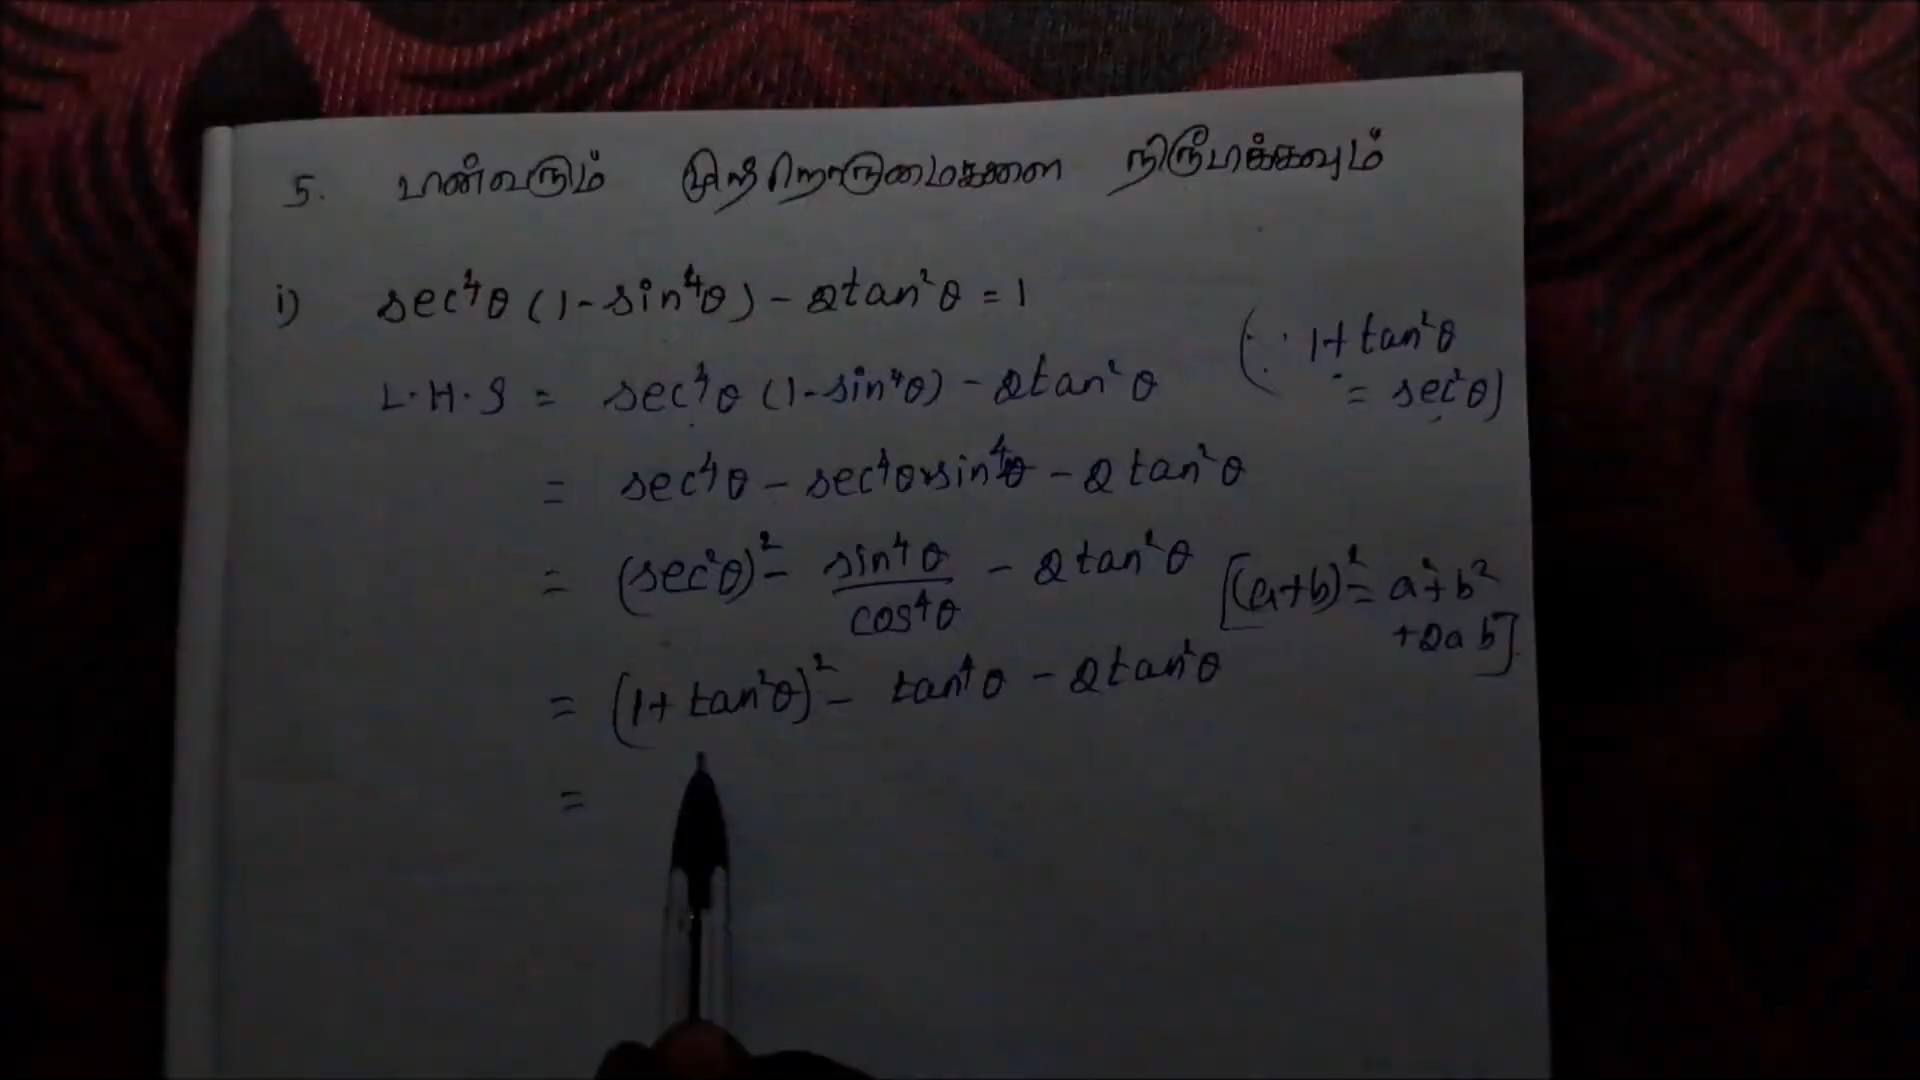 5. பின்வரும் முற்றொருமைகளை நிரூபிக்கவும்
i) sec⁴θ (1-sin⁴θ) - 2tan²θ = 1
L.H.S = sec⁴θ (1-sin⁴θ) - 2tan²θ (∵ 1+tan²θ
= sec²θ)
= sec⁴θ - sec⁴θ×sin⁴θ - 2tan²θ
= (sec²θ)² - sin⁴θ/cos⁴θ - 2tan²θ [(a+b)² = a²+b²
+2ab]
= (1+tan²θ)² - tan⁴θ - 2tan²θ
=